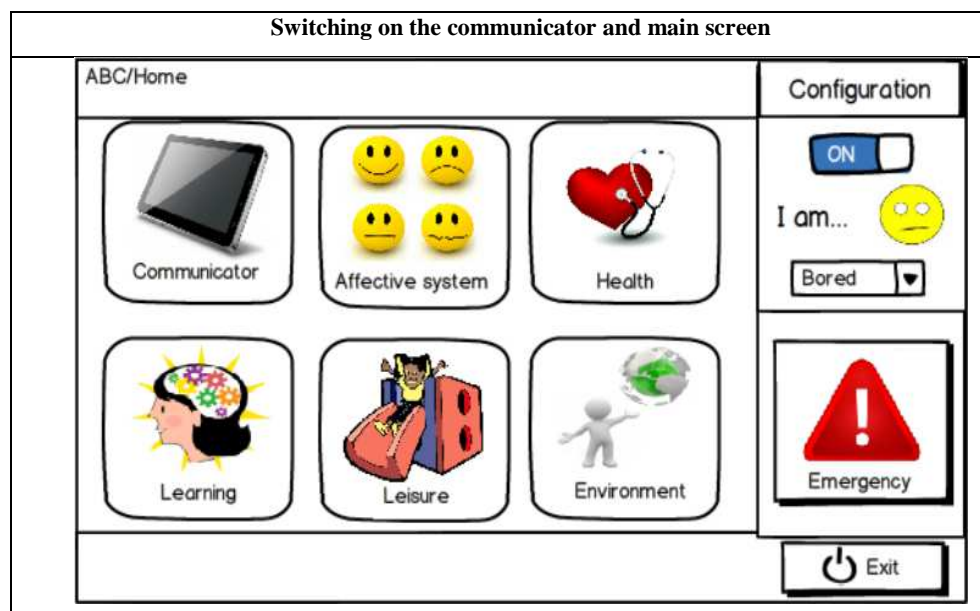 Switching on the communicator and main screen
ABC/Home
Configuration
ON
I am...
Bored
Communicator
Affective system
Health
Learning
Leisure
Environment
Emergency
Exit